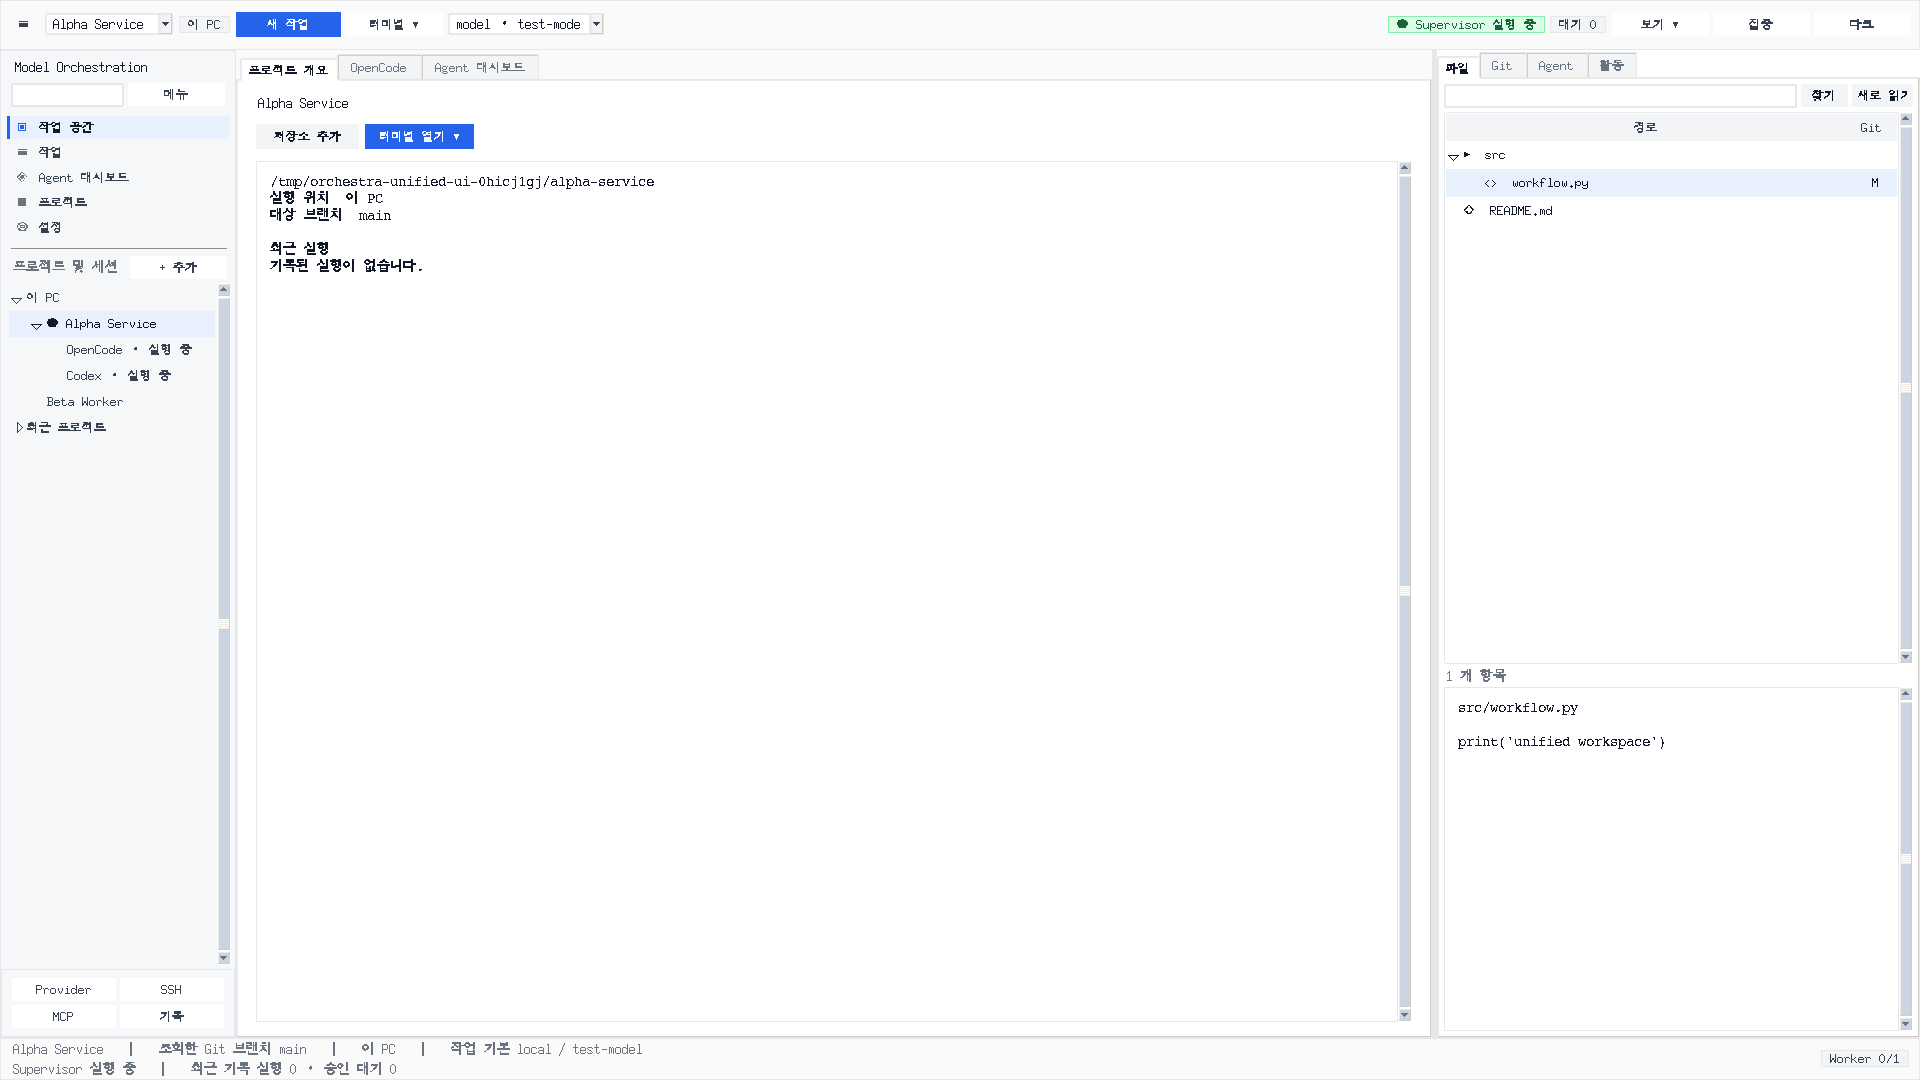 ≡ Alpha Service 이 PC 새 작업 터미널 ▾ model • test-mode ● Supervisor 실행 중 대기 0 보기 ▾ 집중 다크
Model Orchestration
메뉴
작업 공간
작업
Agent 대시보드
프로젝트
설정
프로젝트 및 세션 + 추가
이 PC
● Alpha Service
OpenCode • 실행 중
Codex • 실행 중
Beta Worker
최근 프로젝트
Provider SSH
MCP 기록
프로젝트 개요 OpenCode Agent 대시보드
Alpha Service
저장소 추가 터미널 열기 ▾
/tmp/orchestra-unified-ui-0hicj1gj/alpha-service
실행 위치 이 PC
대상 브랜치 main
최근 실행
기록된 실행이 없습니다.
파일 Git Agent 활동
찾기 새로 읽기
경로 Git
▸ src
<> workflow.py M
◇ README.md
1 개 항목
src/workflow.py
print('unified workspace')
Alpha Service | 조회한 Git 브랜치 main | 이 PC | 작업 기본 local / test-model
Supervisor 실행 중 | 최근 기록 실행 0 • 승인 대기 0
Worker 0/1